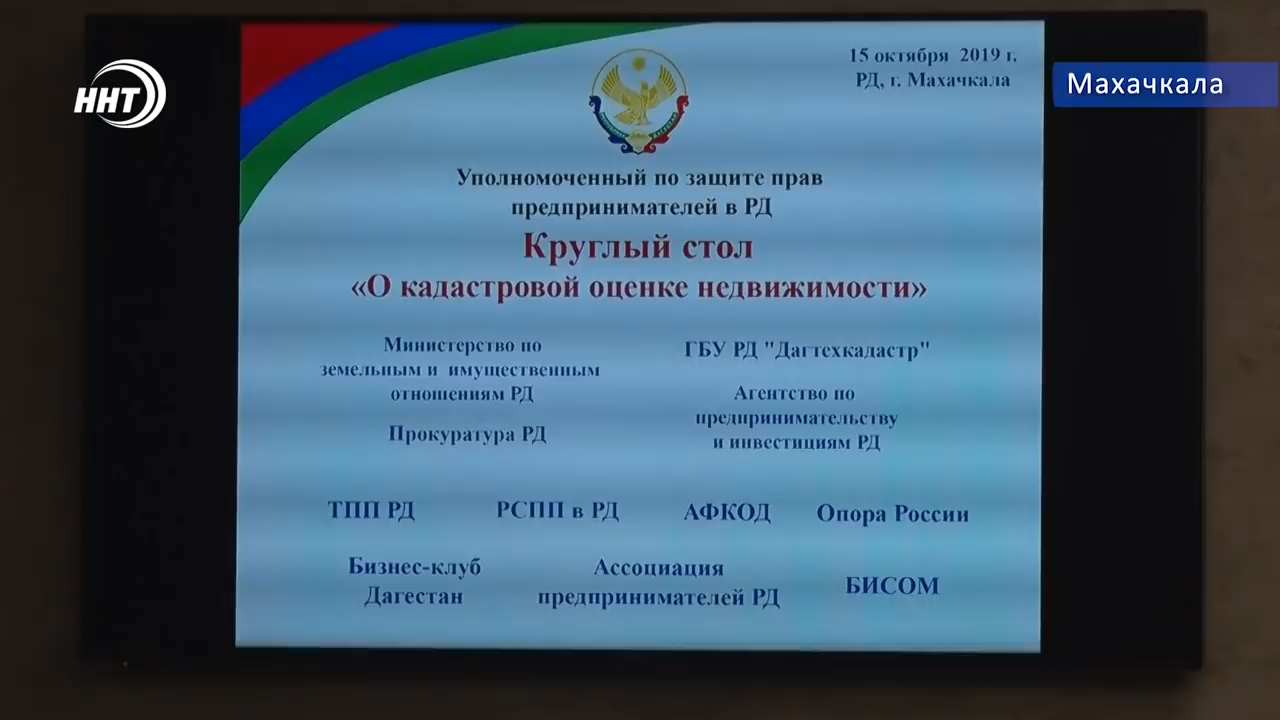 ННТ
15 октября 2019 г.
РД, г. Махачкала
Махачкала
Уполномоченный по защите прав
предпринимателей в РД
Круглый стол
«О кадастровой оценке недвижимости»
Министерство по
земельным и имущественным
отношениям РД
Прокуратура РД
ГБУ РД "Дагтехкадастр"
Агентство по
предпринимательству
и инвестициям РД
ТПП РД
РСПП в РД
АФКОД
Опора России
Бизнес-клуб
Дагестан
Ассоциация
предпринимателей РД
БИСОМ